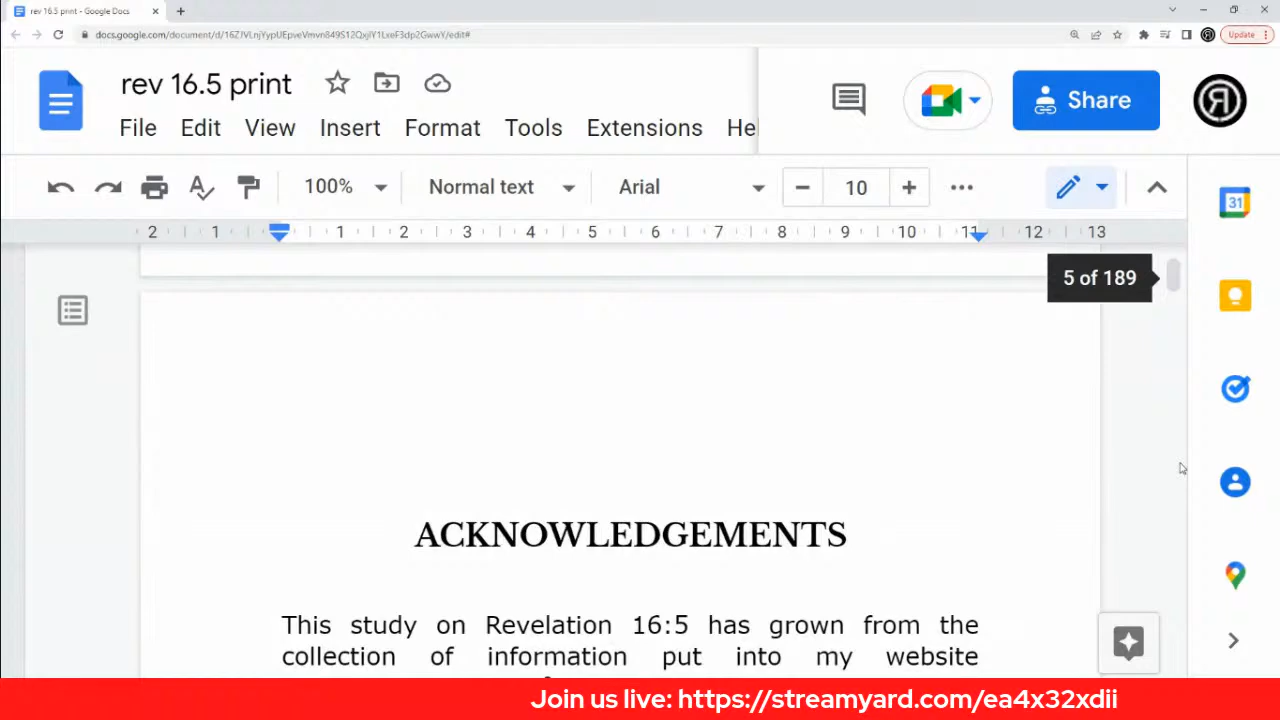 rev 16.5 print - Google Docs
docs.google.com/document/d/16ZJVLnjYypUEpveVmvn849S12QxjlY1LxeF3dp2GwwY/edit#
Update
rev 16.5 print
Share
File Edit View Insert Format Tools Extensions Hel
100% Normal text Arial 10
2 1 1 2 3 4 5 6 7 8 9 10 11 12 13
31
5 of 189
ACKNOWLEDGEMENTS
This study on Revelation 16:5 has grown from the
collection of information put into my website
Join us live: https://streamyard.com/ea4x32xdii